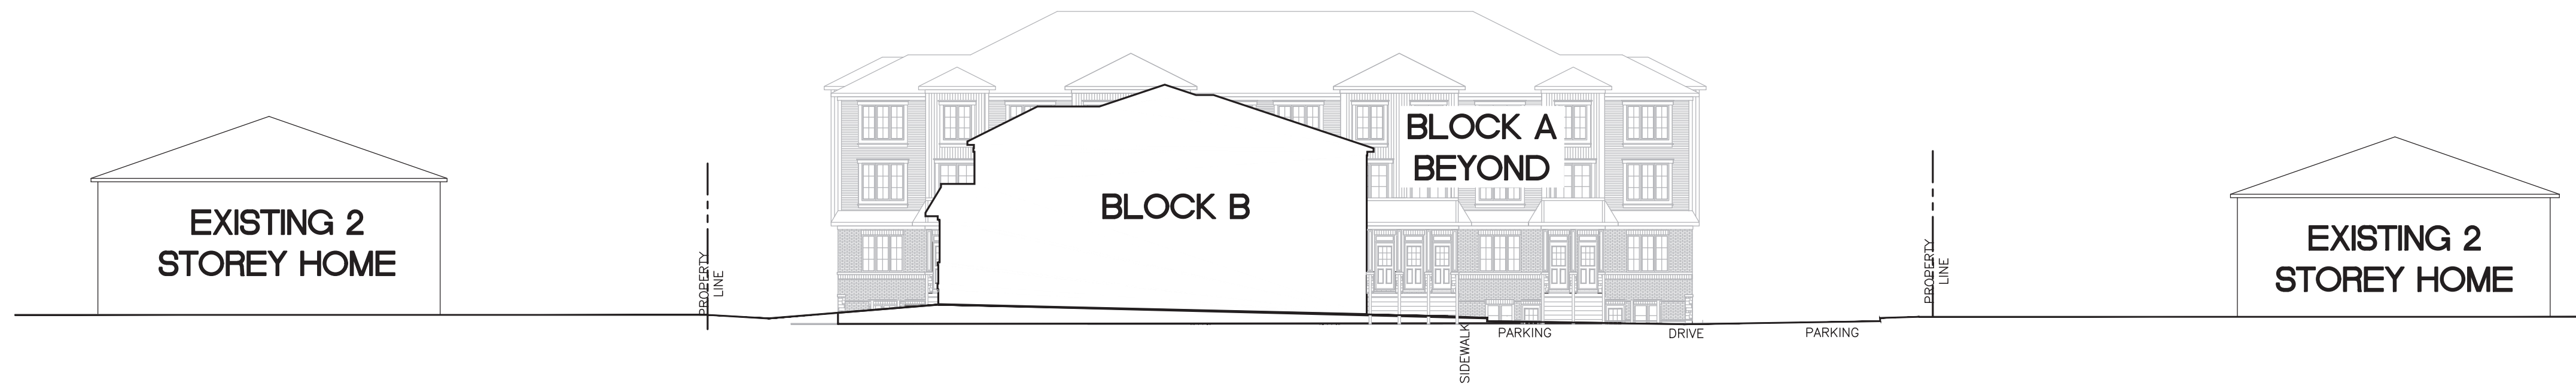 EXISTING 2
STOREY HOME
PROPERTY
LINE
BLOCK B
BLOCK A
BEYOND
SIDEWALK
PARKING
DRIVE
PARKING
PROPERTY
LINE
EXISTING 2
STOREY HOME